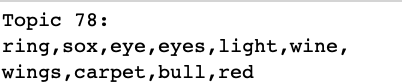 Topic 78:
ring,sox,eye,eyes,light,wine,
wings,carpet,bull,red